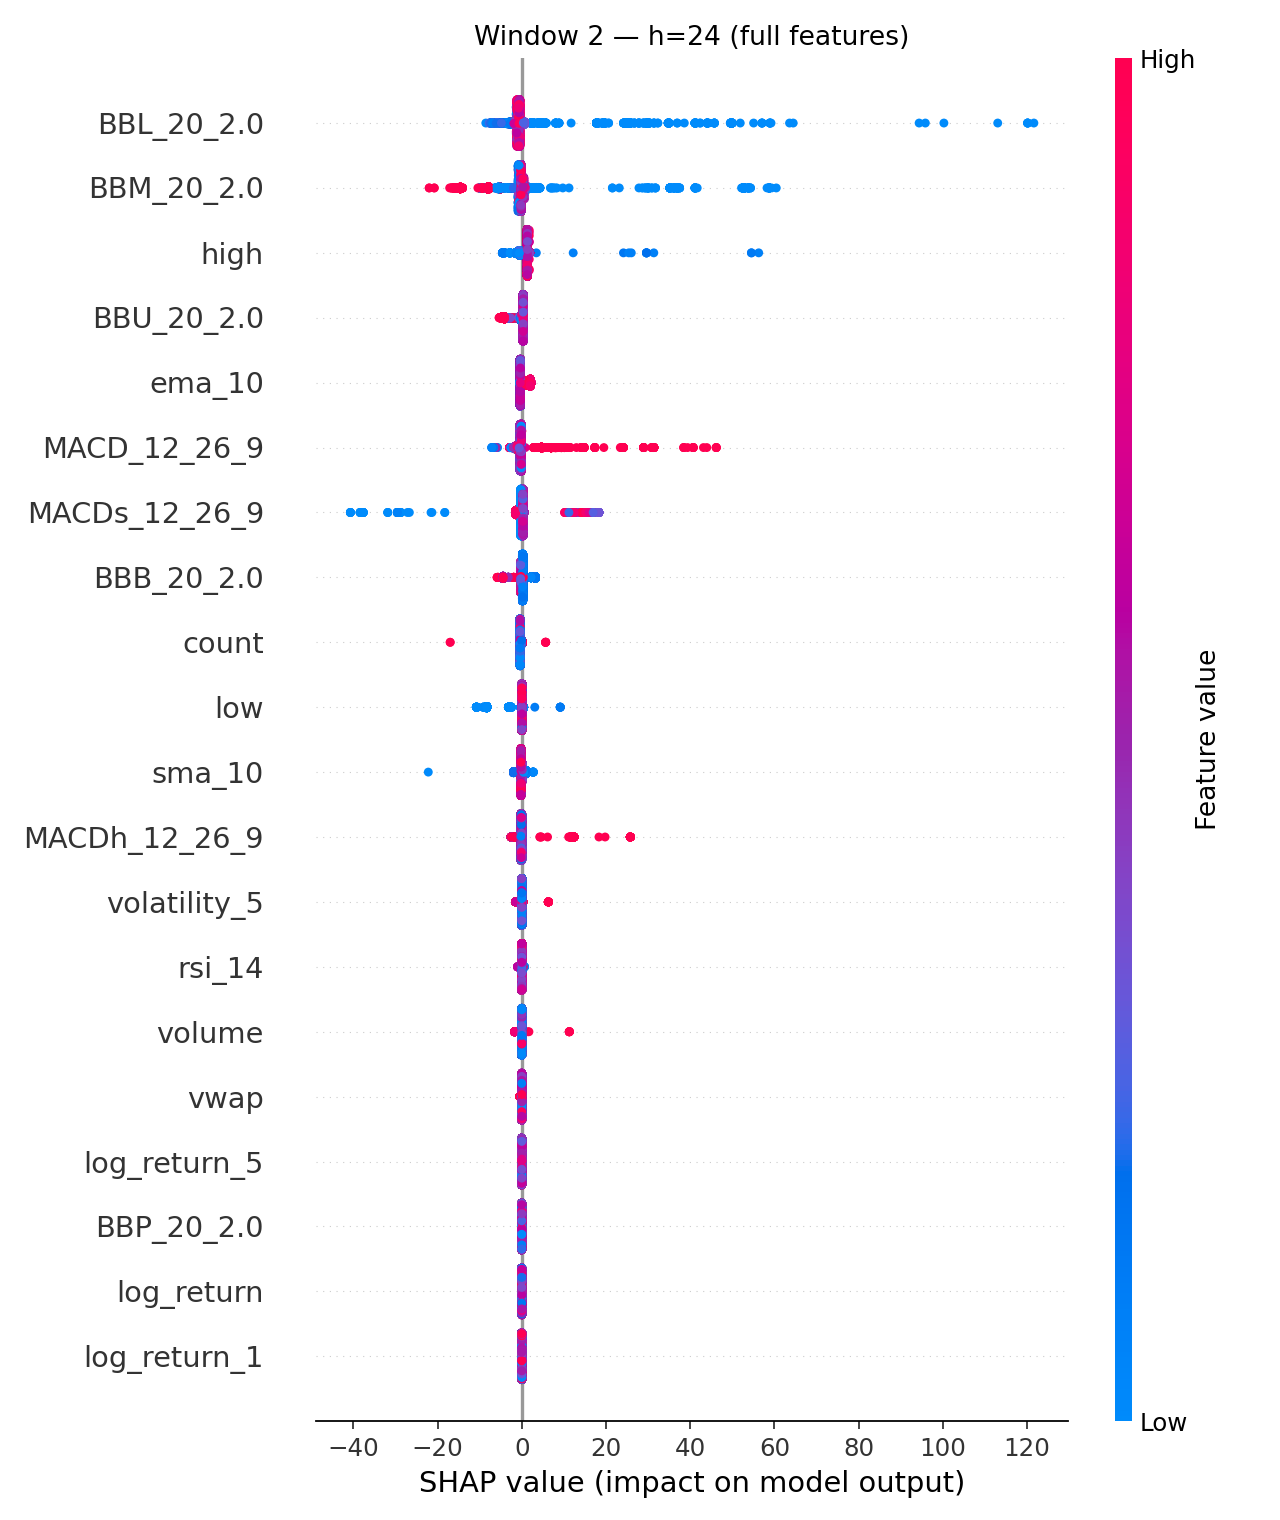 Window 2 — h=24 (full features)
High
BBL_20_2.0
BBM_20_2.0
high
BBU_20_2.0
ema_10
MACD_12_26_9
MACDs_12_26_9
BBB_20_2.0
count
low
sma_10
MACDh_12_26_9
volatility_5
rsi_14
volume
vwap
log_return_5
BBP_20_2.0
log_return
log_return_1
Feature value
Low
−40 −20 0 20 40 60 80 100 120
SHAP value (impact on model output)